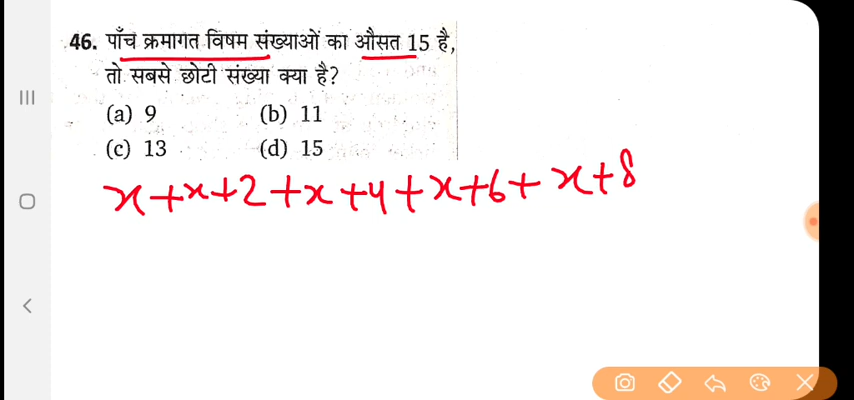 46. पाँच क्रमागत विषम संख्याओं का औसत 15 है,
तो सबसे छोटी संख्या क्या है?
(a) 9 (b) 11
(c) 13 (d) 15
x+x+2+x+4+x+6+x+8